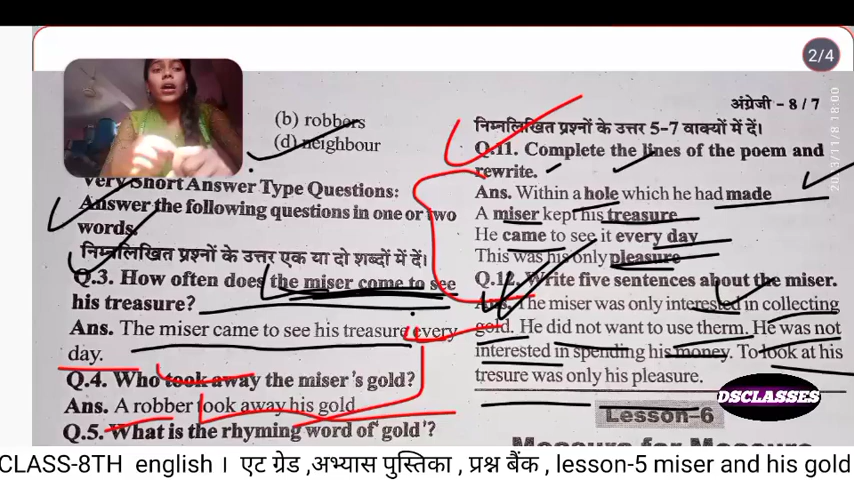 2/4
(b) robbers
(d) neighbour
Very Short Answer Type Questions:
Answer the following questions in one or two
words.
निम्नलिखित प्रश्नों के उत्तर एक या दो शब्दों में दें।
Q.3. How often does the miser come to see
his treasure?
Ans. The miser came to see his treasure every
day.
Q.4. Who took away the miser's gold?
Ans. A robber took away his gold
Q.5. What is the rhyming word of 'gold'?
अंग्रेजी - 8 / 7
निम्नलिखित प्रश्नों के उत्तर 5-7 वाक्यों में दें।
Q.11. Complete the lines of the poem and
rewrite.
Ans. Within a hole which he had made
A miser kept his treasure
He came to see it every day
This was his only pleasure
Q.12. Write five sentences about the miser.
Ans. The miser was only interested in collecting
gold. He did not want to use therm. He was not
interested in spending his money. To look at his
tresure was only his pleasure.
Lesson-6
Measure for Measure
DSCLASSES
CLASS-8TH english । एट ग्रेड ,अभ्यास पुस्तिका , प्रश्न बैंक , lesson-5 miser and his gold